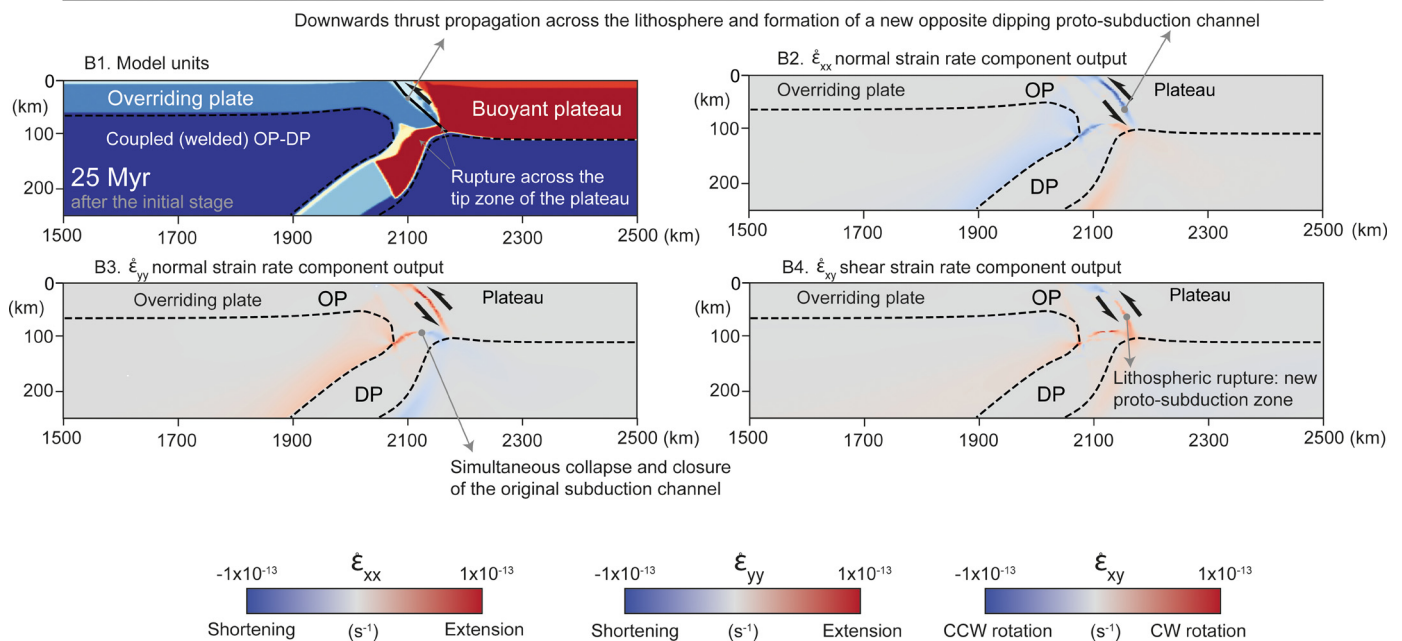 Downwards thrust propagation across the lithosphere and formation of a new opposite dipping proto-subduction channel
B1. Model units
0
(km)
100
200
Overriding plate
Coupled (welded) OP-DP
25 Myr
after the initial stage
Buoyant plateau
Rupture across the
tip zone of the plateau
1500 1700 1900 2100 2300 2500 (km)
B2. ε̇xx normal strain rate component output
0
(km)
100
200
Overriding plate
OP
Plateau
DP
1500 1700 1900 2100 2300 2500 (km)
B3. ε̇yy normal strain rate component output
0
(km)
100
200
Overriding plate
OP
Plateau
DP
1500 1700 1900 2100 2300 2500 (km)
Simultaneous collapse and closure
of the original subduction channel
B4. ε̇xy shear strain rate component output
0
(km)
100
200
Overriding plate
OP
Plateau
DP
Lithospheric rupture: new
proto-subduction zone
1500 1700 1900 2100 2300 2500 (km)
ε̇xx
-1x10⁻¹³ 1x10⁻¹³
Shortening (s⁻¹) Extension
ε̇yy
-1x10⁻¹³ 1x10⁻¹³
Shortening (s⁻¹) Extension
ε̇xy
-1x10⁻¹³ 1x10⁻¹³
CCW rotation (s⁻¹) CW rotation